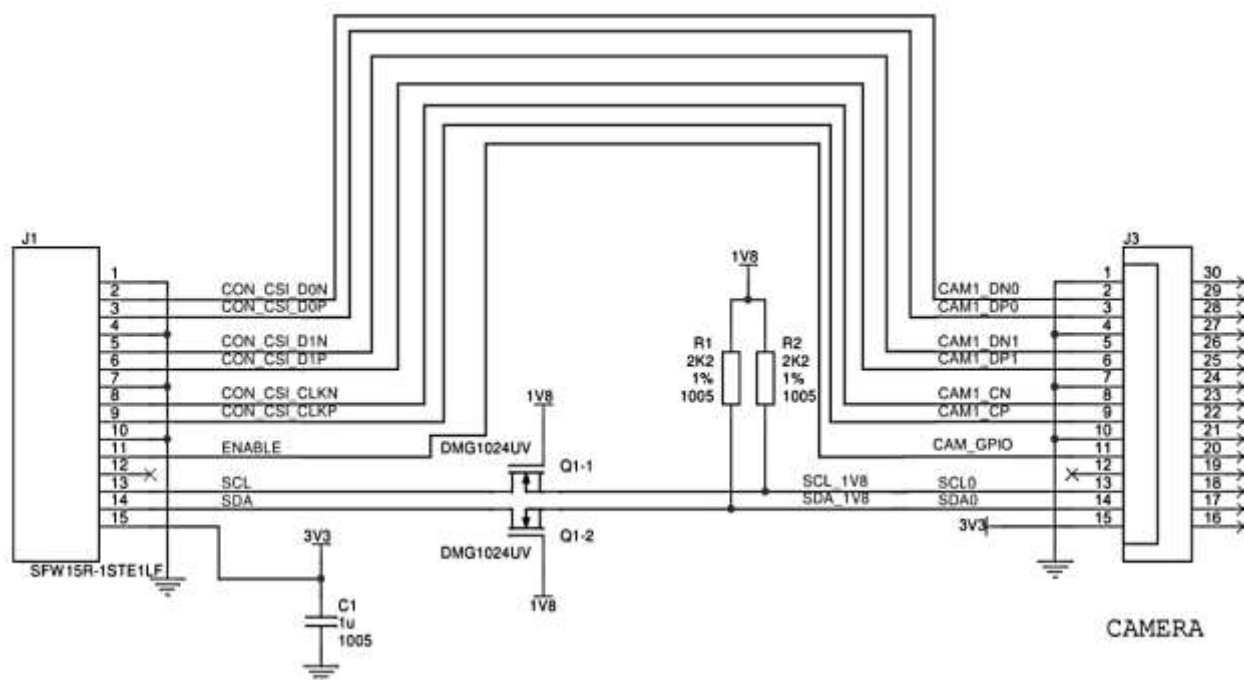 J1
1
2 CON_CSI_D0N
3 CON_CSI_D0P
4
5 CON_CSI_D1N
6 CON_CSI_D1P
7
8 CON_CSI_CLKN
9 CON_CSI_CLKP
10
11 ENABLE
12
13 SCL
14 SDA
15
SFW15R-1STE1LF
3V3
C1
1u
1005
1V8
DMG1024UV
Q1-1
Q1-2
DMG1024UV
1V8
1V8
R1
2K2
1%
1005
R2
2K2
1%
1005
SCL_1V8
SDA_1V8
J3
1 30
CAM1_DN0 2 29
CAM1_DP0 3 28
4 27
CAM1_DN1 5 26
CAM1_DP1 6 25
7 24
CAM1_CN 8 23
CAM1_CP 9 22
10 21
CAM_GPIO 11 20
12 19
SCL0 13 18
SDA0 14 17
3V3 15 16
CAMERA